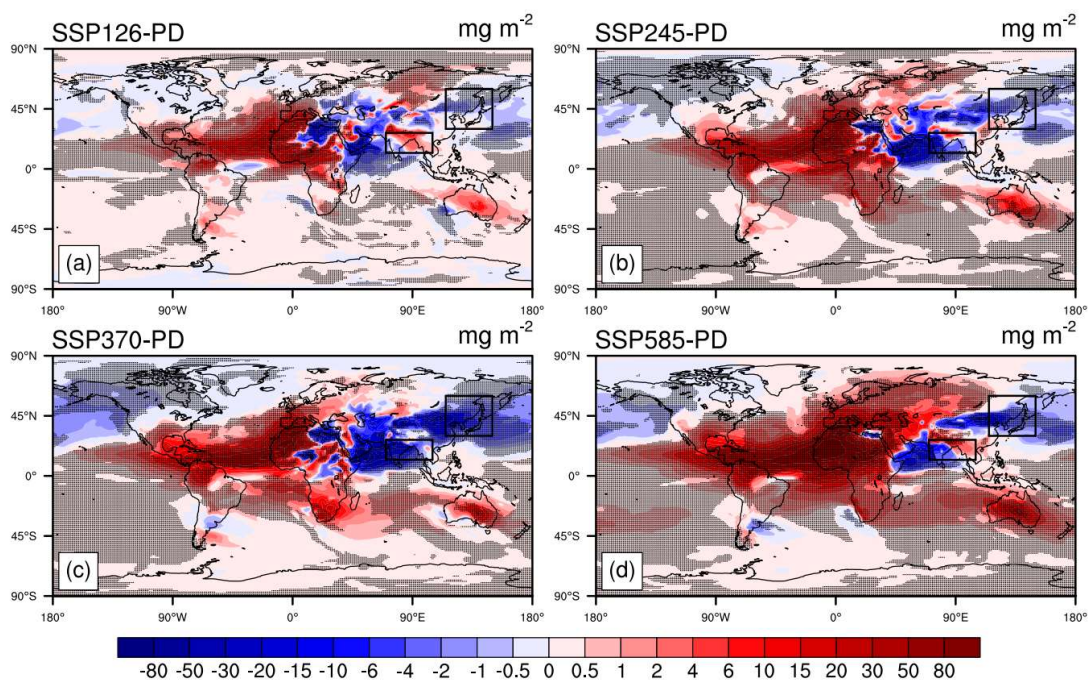 SSP126-PD mg m-2
90°N
45°N
0°
45°S
(a)
90°S
180° 90°W 0° 90°E 180°
SSP245-PD mg m-2
90°N
45°N
0°
45°S
(b)
90°S
180° 90°W 0° 90°E 180°
SSP370-PD mg m-2
90°N
45°N
0°
45°S
(c)
90°S
180° 90°W 0° 90°E 180°
SSP585-PD mg m-2
90°N
45°N
0°
45°S
(d)
90°S
180° 90°W 0° 90°E 180°
-80 -50 -30 -20 -15 -10 -6 -4 -2 -1 -0.5 0 0.5 1 2 4 6 10 15 20 30 50 80